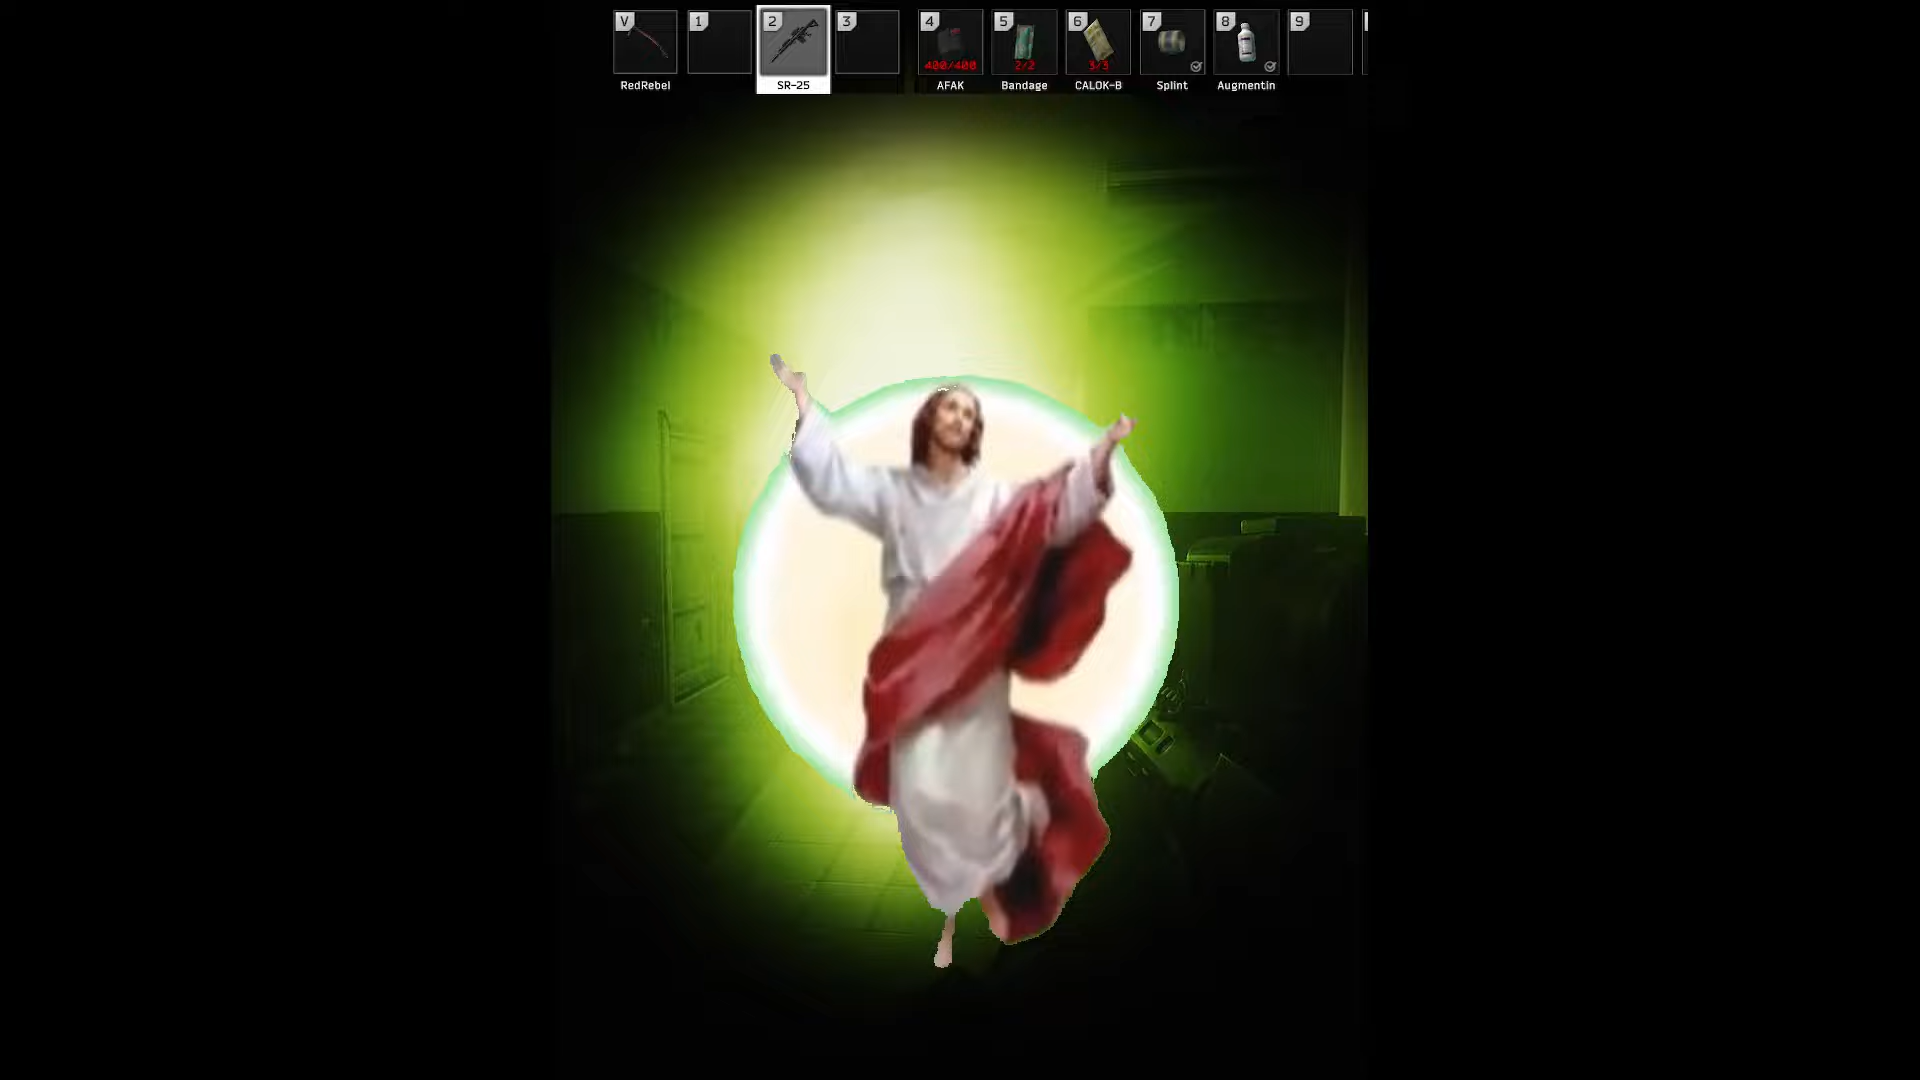 V 1 2 3 4 5 6 7 8 9
400/400 2/2 3/3
RedRebel SR-25 AFAK Bandage CALOK-B Splint Augmentin